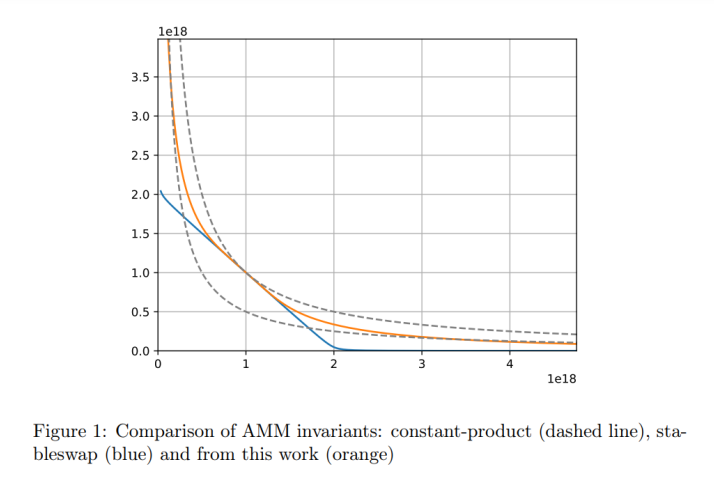 1e18
3.5
3.0
2.5
2.0
1.5
1.0
0.5
0.0
0 1 2 3 4
1e18
Figure 1: Comparison of AMM invariants: constant-product (dashed line), sta-
bleswap (blue) and from this work (orange)